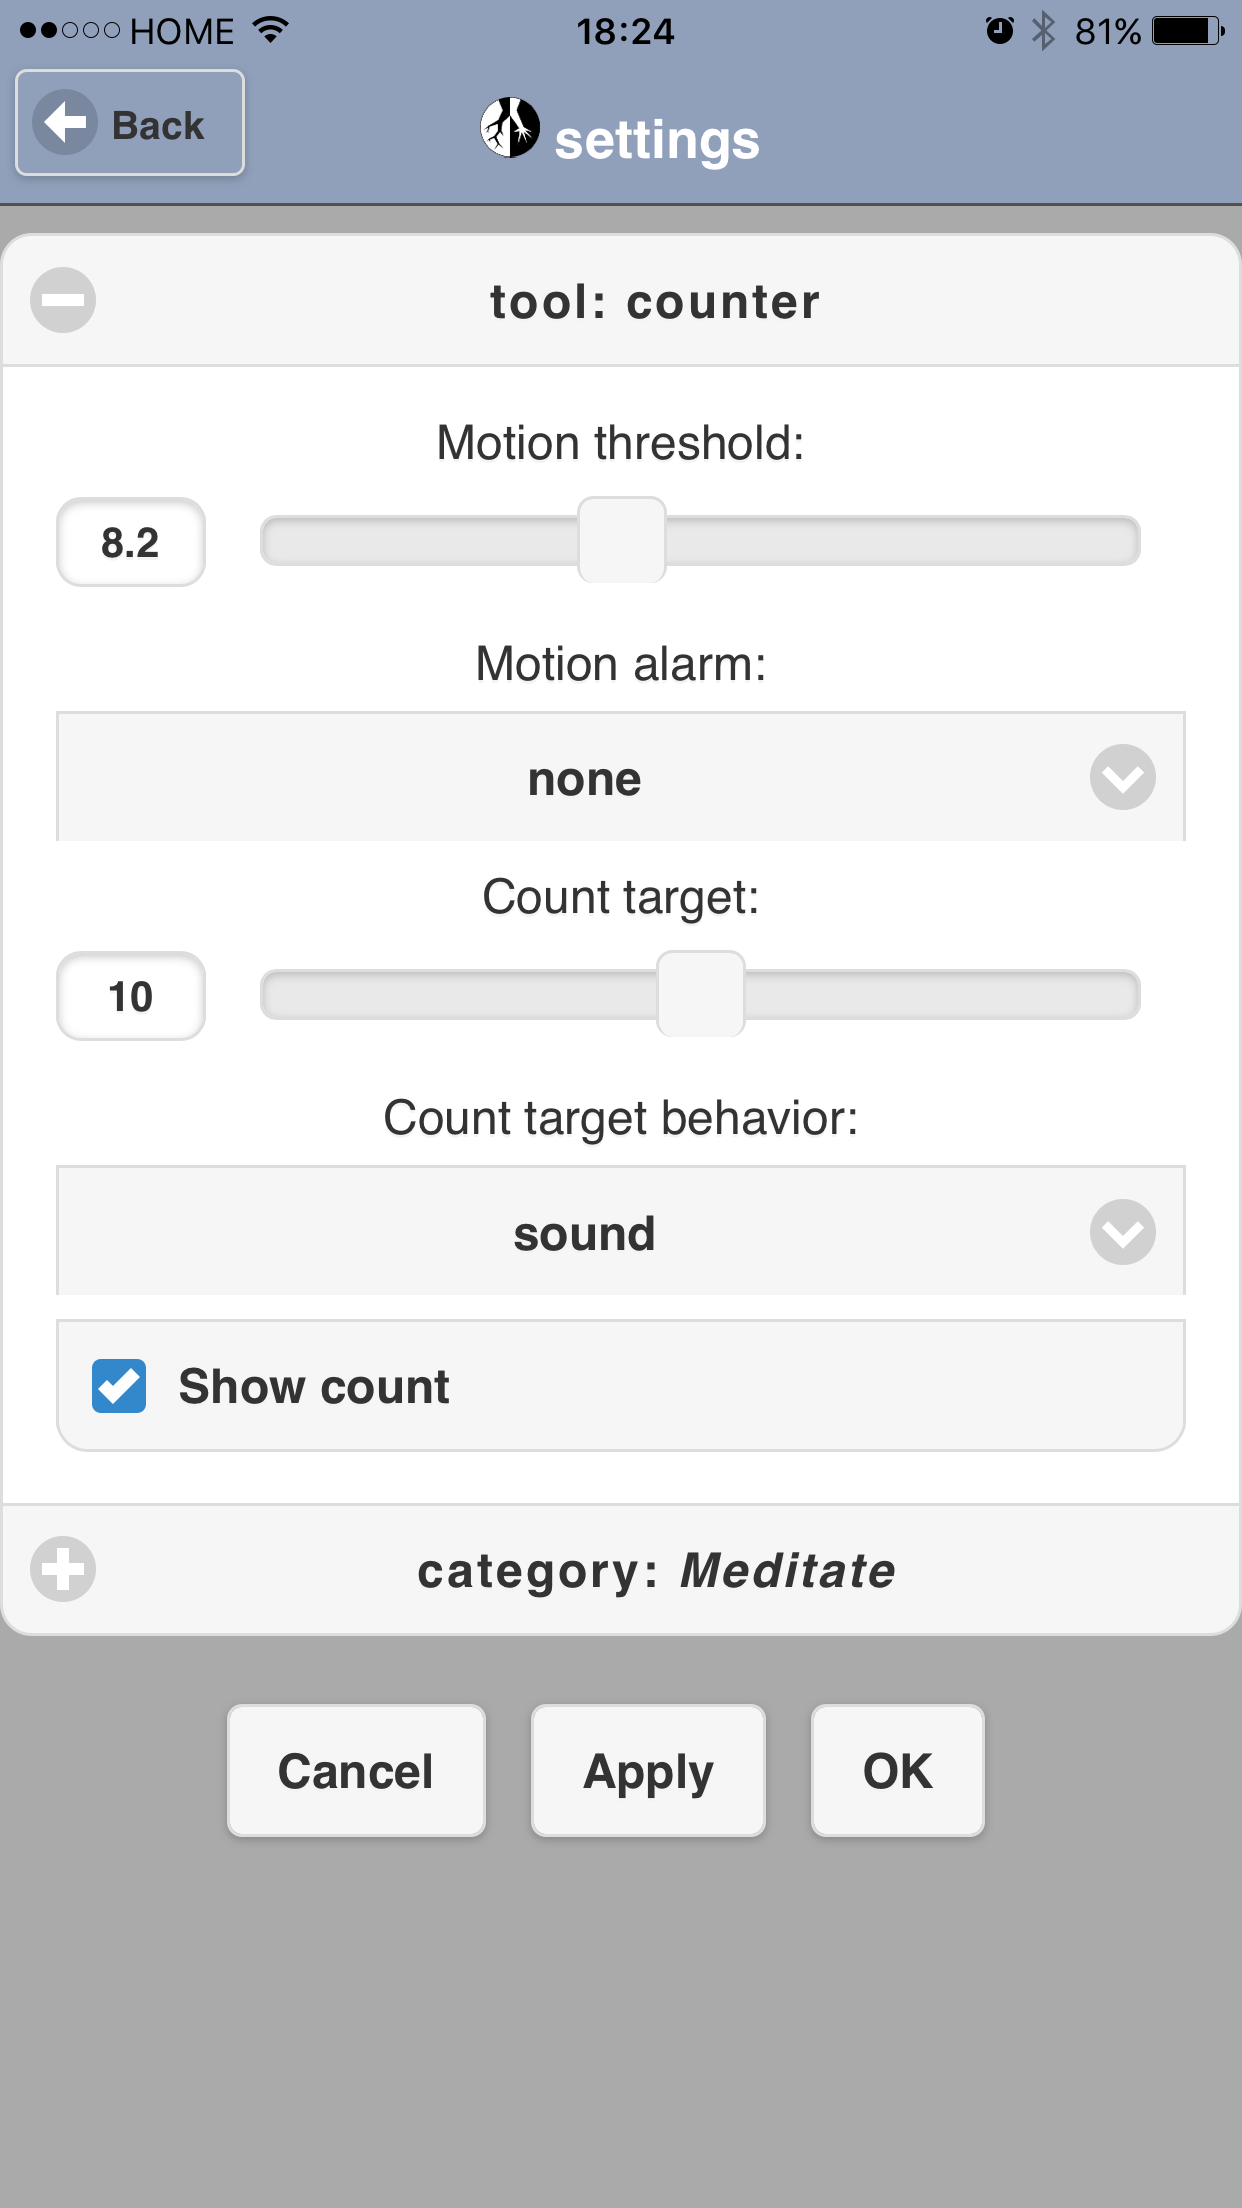 HOME 18:24 81%
Back
settings
tool: counter
Motion threshold:
8.2
Motion alarm:
none
Count target:
10
Count target behavior:
sound
Show count
category: Meditate
Cancel Apply OK